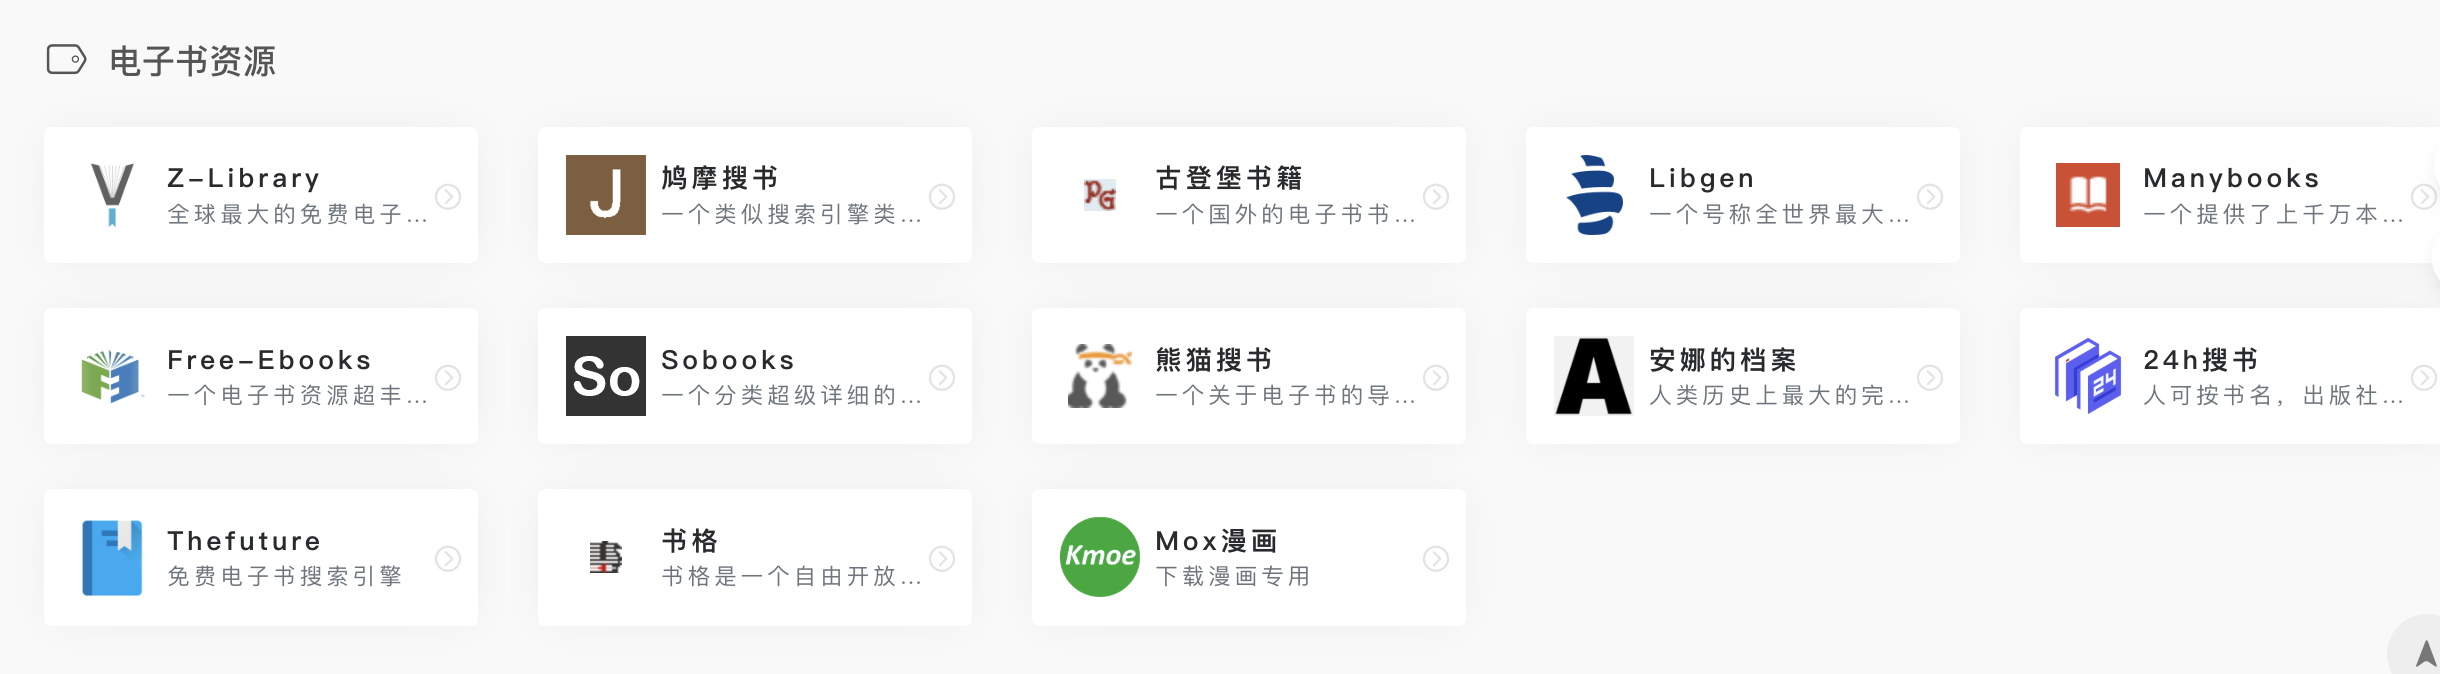 电子书资源
Z-Library
全球最大的免费电子...
J
鸠摩搜书
一个类似搜索引擎类...
PG
古登堡书籍
一个国外的电子书书...
Libgen
一个号称全世界最大...
Manybooks
一个提供了上千万本...
Free-Ebooks
一个电子书资源超丰...
So
Sobooks
一个分类超级详细的...
熊猫搜书
一个关于电子书的导...
A
安娜的档案
人类历史上最大的完...
24
24h搜书
人可按书名，出版社...
Thefuture
免费电子书搜索引擎
书格
书格是一个自由开放...
Kmoe
Mox漫画
下载漫画专用